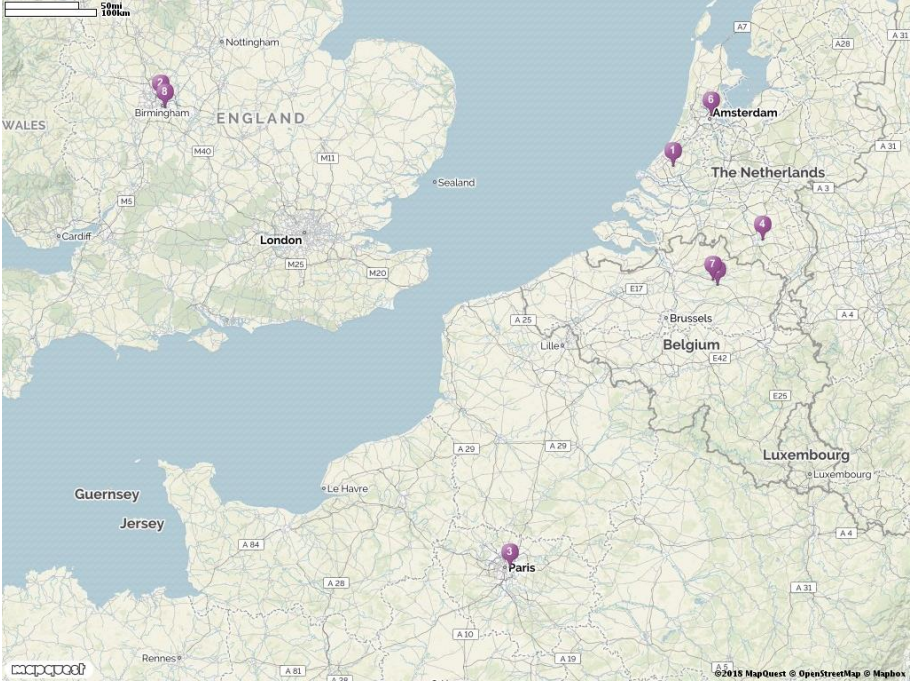 50mi
100km
Nottingham
A7
A28
A 31
2
8
Birmingham
ENGLAND
6
Amsterdam
WALES
M40
M11
1
A 31
The Netherlands
Sealand
A 3
M5
4
Cardiff
London
M25
M20
7
E17
A 25
Brussels
A 4
Lille
Belgium
E42
E25
A 29
A 29
Luxembourg
Luxembourg
Guernsey
Le Havre
Jersey
A 4
A 84
3
Paris
A 28
A 31
A 10
Rennes
A 19
A 81
A 5
A 28
mapquest
©2018 MapQuest © OpenStreetMap © Mapbox